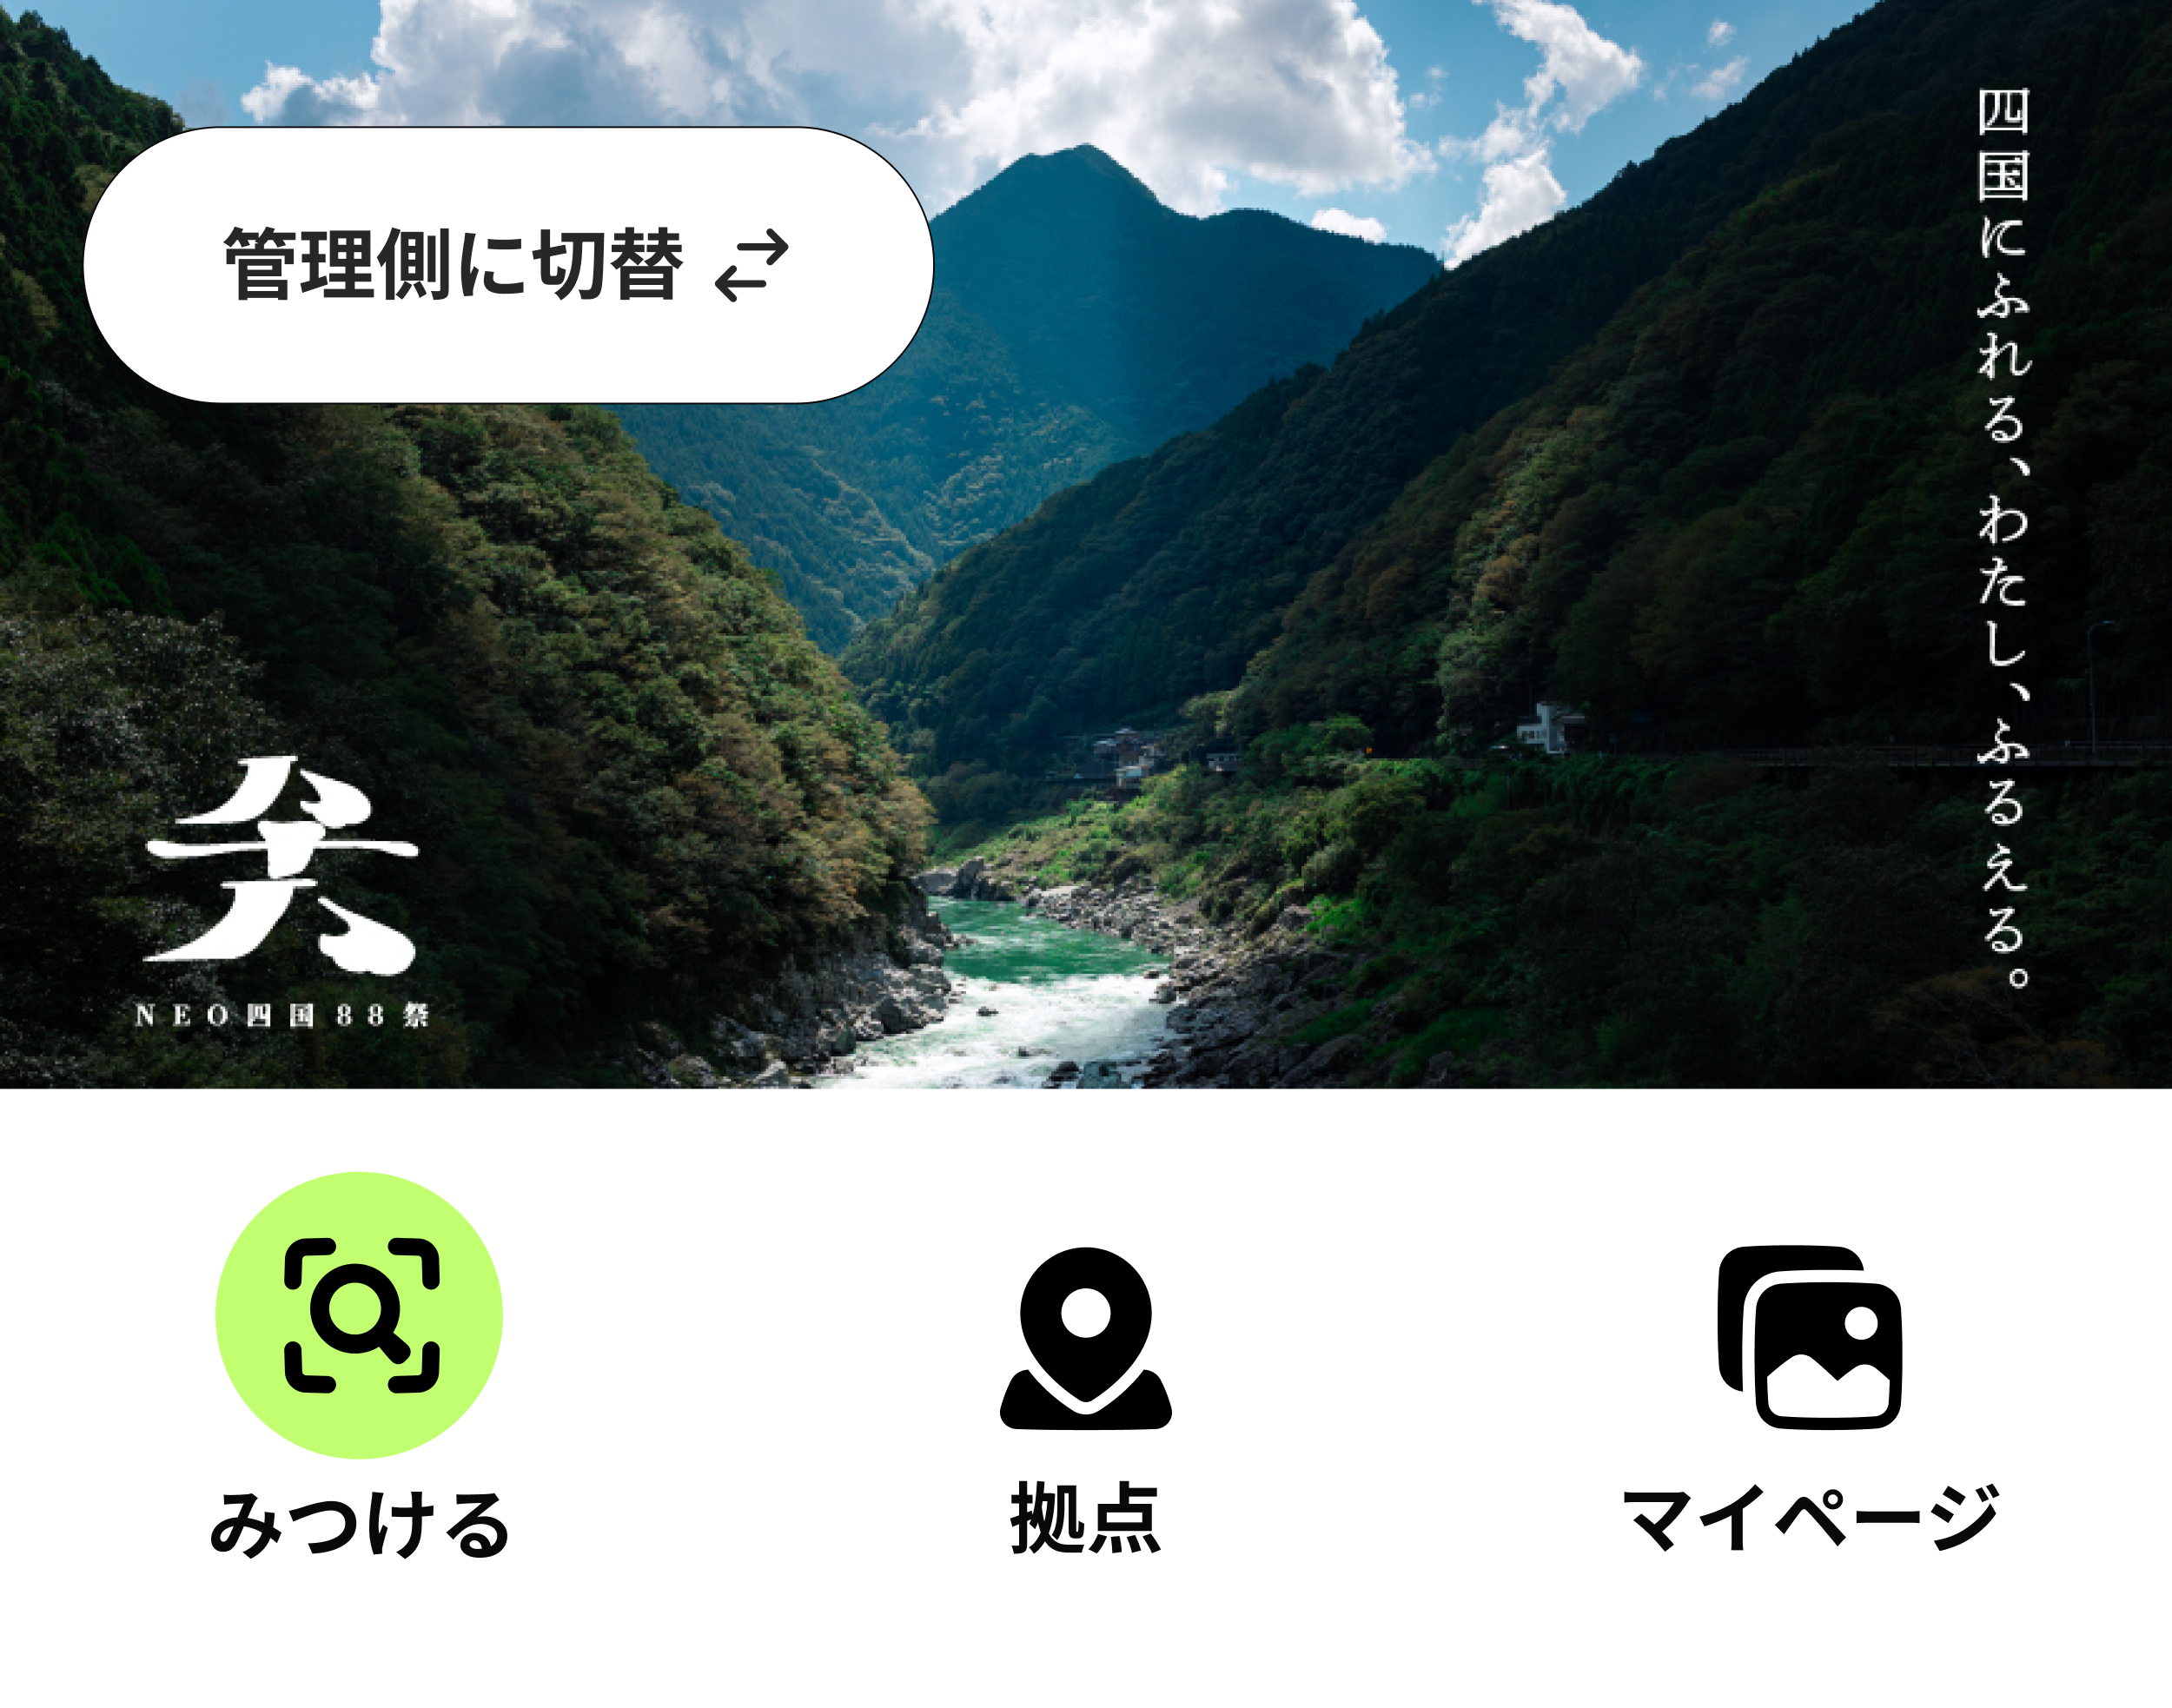 管理側に切替
四国にふれる、わたし、ふるえる。
NEO四国88祭
みつける
拠点
マイページ